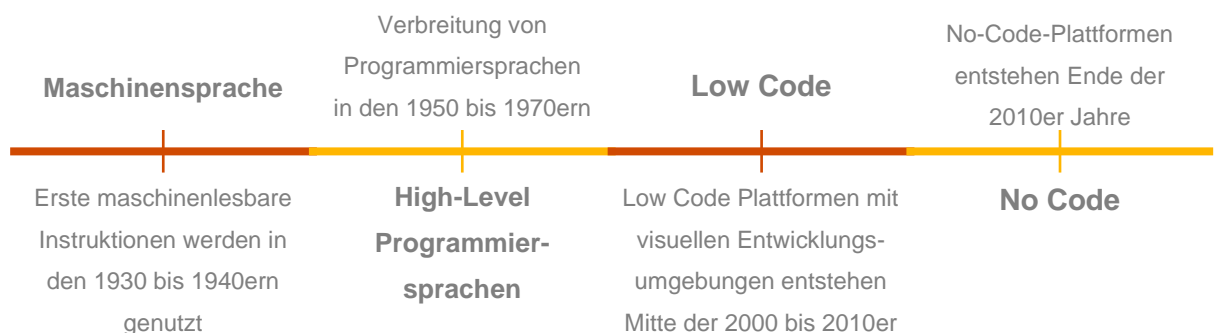 Maschinensprache
Erste maschinenlesbare
Instruktionen werden in
den 1930 bis 1940ern
genutzt
Verbreitung von
Programmiersprachen
in den 1950 bis 1970ern
High-Level
Programmier-
sprachen
Low Code
Low Code Plattformen mit
visuellen Entwicklungs-
umgebungen entstehen
Mitte der 2000 bis 2010er
No-Code-Plattformen
entstehen Ende der
2010er Jahre
No Code